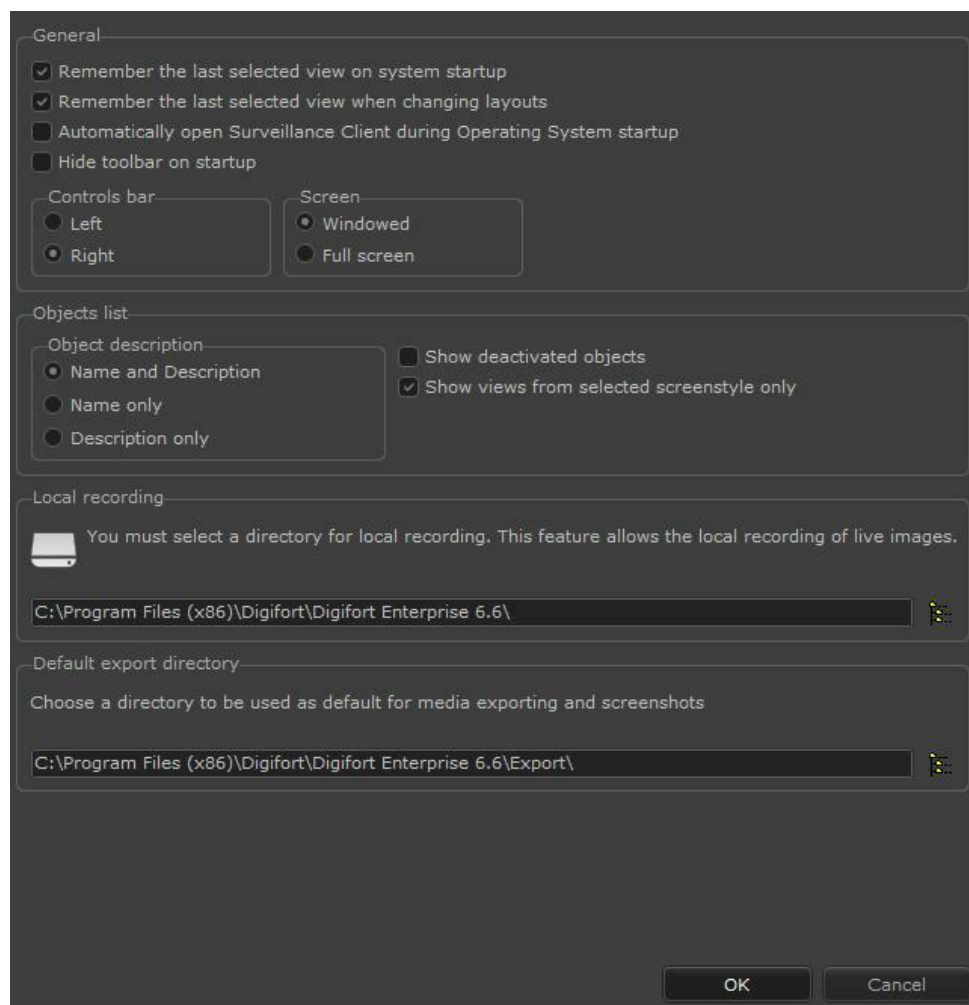 General
Remember the last selected view on system startup
Remember the last selected view when changing layouts
Automatically open Surveillance Client during Operating System startup
Hide toolbar on startup
Controls bar
Left
Right
Screen
Windowed
Full screen
Objects list
Object description
Name and Description
Name only
Description only
Show deactivated objects
Show views from selected screenstyle only
Local recording
You must select a directory for local recording. This feature allows the local recording of live images.
C:\Program Files (x86)\Digifort\Digifort Enterprise 6.6\
Default export directory
Choose a directory to be used as default for media exporting and screenshots
C:\Program Files (x86)\Digifort\Digifort Enterprise 6.6\Export\
OK
Cancel